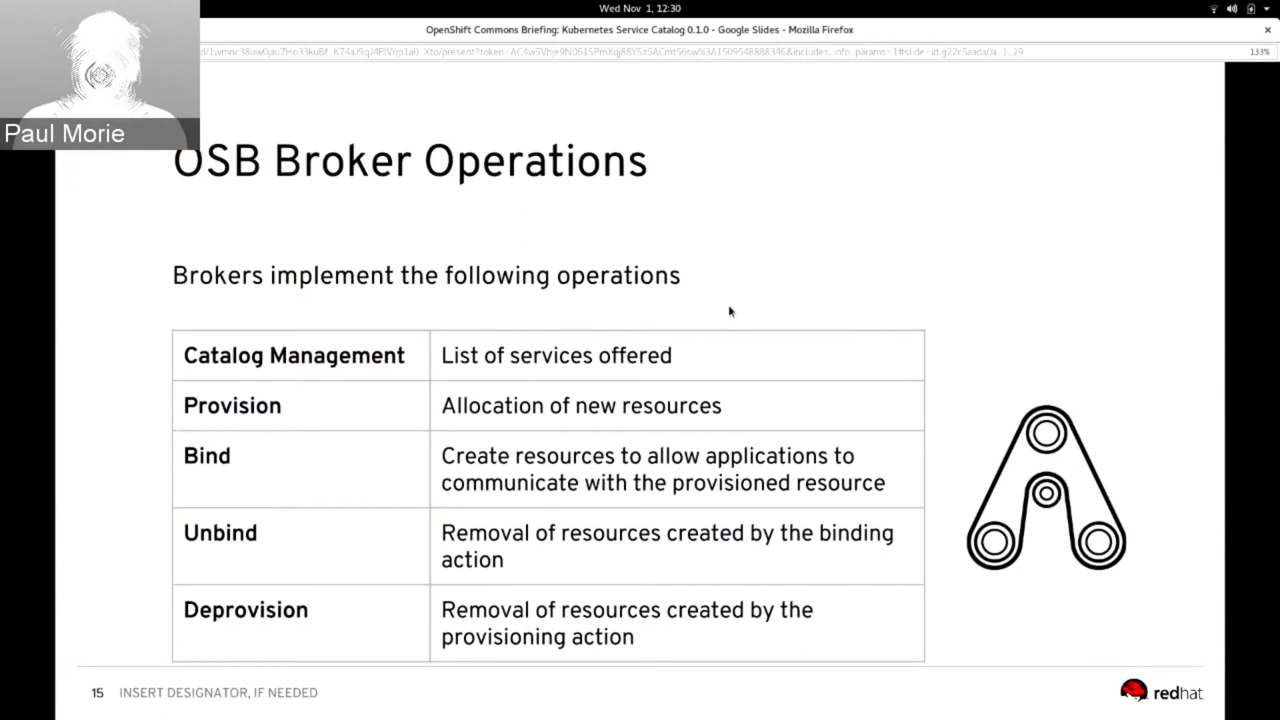 Wed Nov 1, 12:30
OpenShift Commons Briefing: Kubernetes Service Catalog 0.1.0 - Google Slides - Mozilla Firefox
133%
Paul Morie
OSB Broker Operations
Brokers implement the following operations
Catalog Management
List of services offered
Provision
Allocation of new resources
Bind
Create resources to allow applications to
communicate with the provisioned resource
Unbind
Removal of resources created by the binding
action
Deprovision
Removal of resources created by the
provisioning action
15 INSERT DESIGNATOR, IF NEEDED
redhat